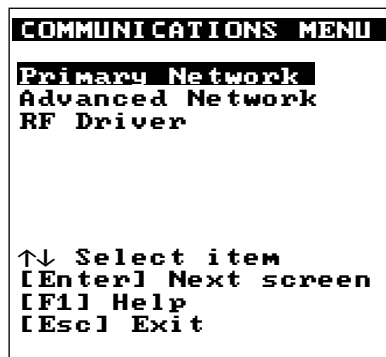 COMMUNICATIONS MENU
Primary Network
Advanced Network
RF Driver
↑↓ Select item
[Enter] Next screen
[F1] Help
[Esc] Exit